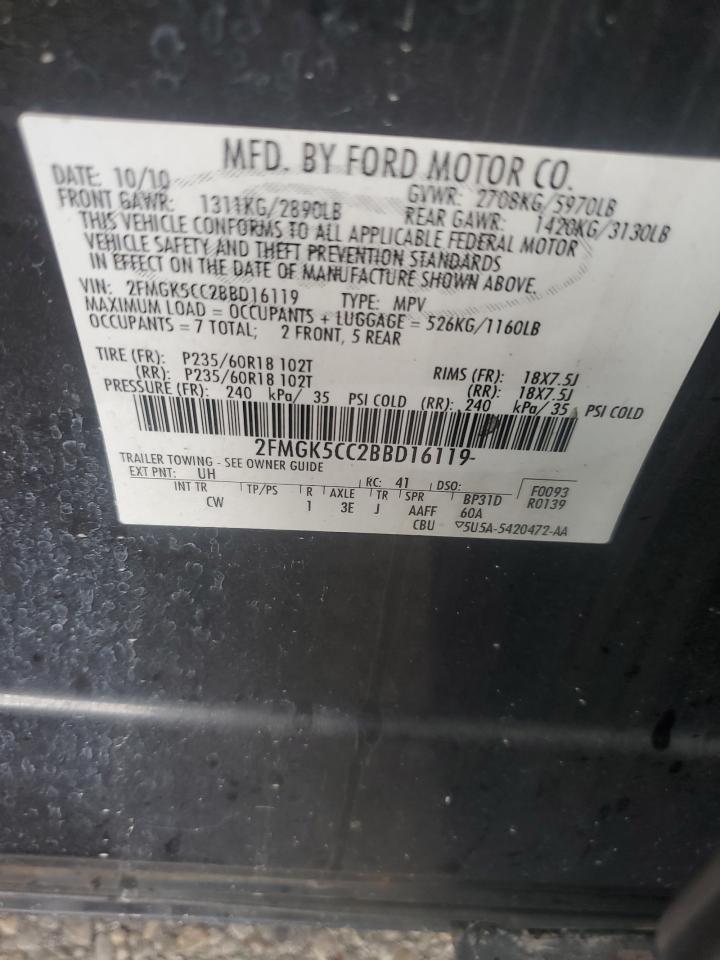 MFD. BY FORD MOTOR CO.
DATE: 10/10 GVWR: 2708KG/5970LB
FRONT GAWR: 1311KG/2890LB REAR GAWR: 1420KG/3130LB
THIS VEHICLE CONFORMS TO ALL APPLICABLE FEDERAL MOTOR
VEHICLE SAFETY AND THEFT PREVENTION STANDARDS
IN EFFECT ON THE DATE OF MANUFACTURE SHOWN ABOVE.
VIN: 2FMGK5CC2BBD16119 TYPE: MPV
MAXIMUM LOAD = OCCUPANTS + LUGGAGE = 526KG/1160LB
OCCUPANTS = 7 TOTAL; 2 FRONT, 5 REAR
TIRE (FR): P235/60R18 102T RIMS (FR): 18X7.5J
(RR): P235/60R18 102T (RR): 18X7.5J
PRESSURE (FR): 240 kPa/ 35 PSI COLD (RR): 240 kPa/ 35 PSI COLD
2FMGK5CC2BBD16119
TRAILER TOWING - SEE OWNER GUIDE
EXT PNT: UH RC: 41 DSO: F0093
INT TR TP/PS R AXLE TR SPR BP31D R0139
CW 1 3E J AAFF 60A
CBU ▽5U5A-5420472-AA